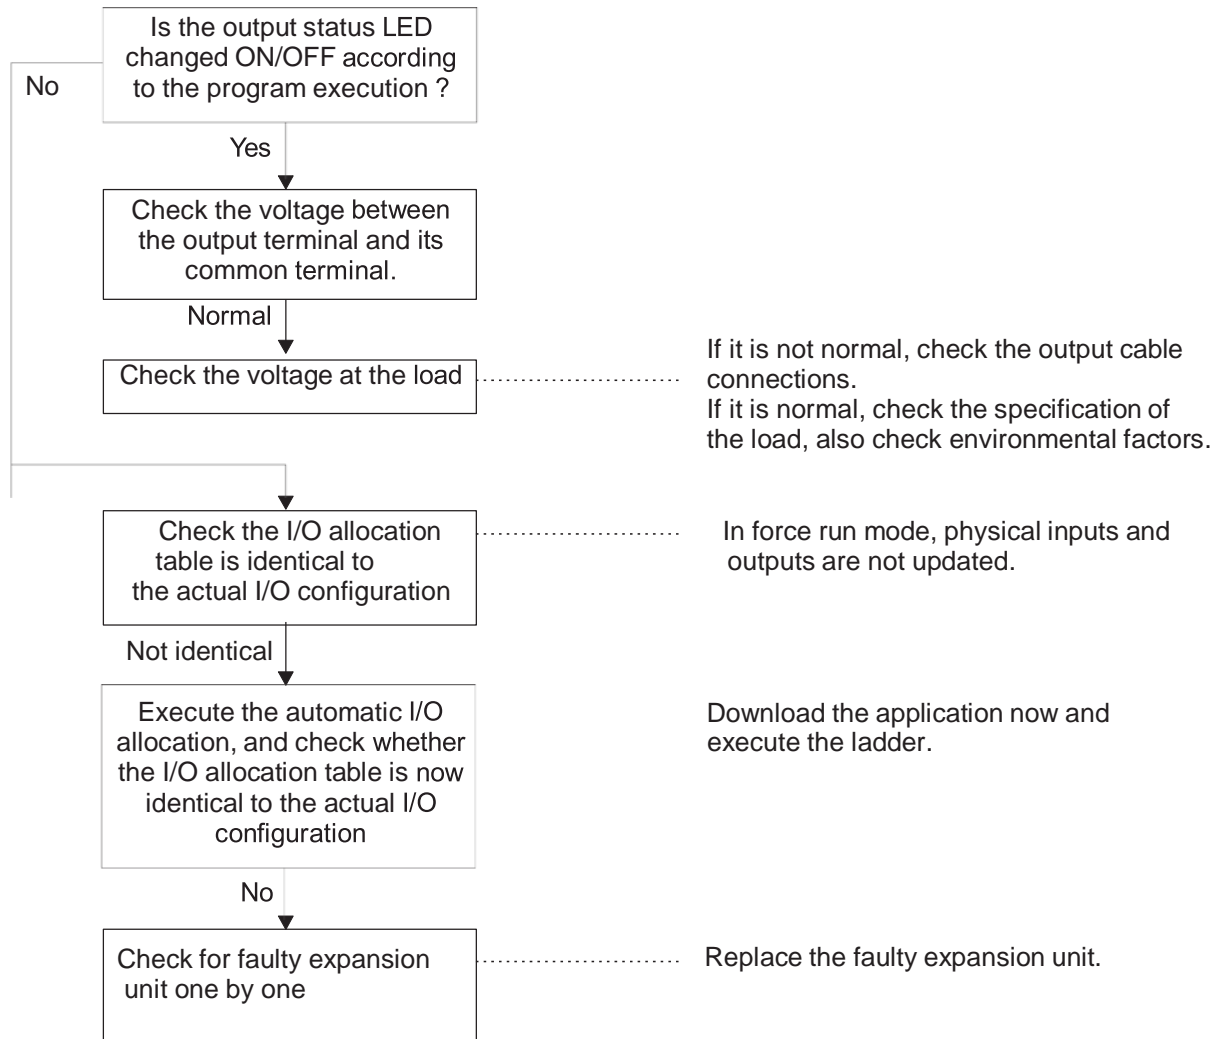 Is the output status LED
changed ON/OFF according
to the program execution ?
No
Yes
Check the voltage between
the output terminal and its
common terminal.
Normal
Check the voltage at the load
If it is not normal, check the output cable
connections.
If it is normal, check the specification of
the load, also check environmental factors.
Check the I/O allocation
table is identical to
the actual I/O configuration
In force run mode, physical inputs and
outputs are not updated.
Not identical
Execute the automatic I/O
allocation, and check whether
the I/O allocation table is now
identical to the actual I/O
configuration
Download the application now and
execute the ladder.
No
Check for faulty expansion
unit one by one
Replace the faulty expansion unit.